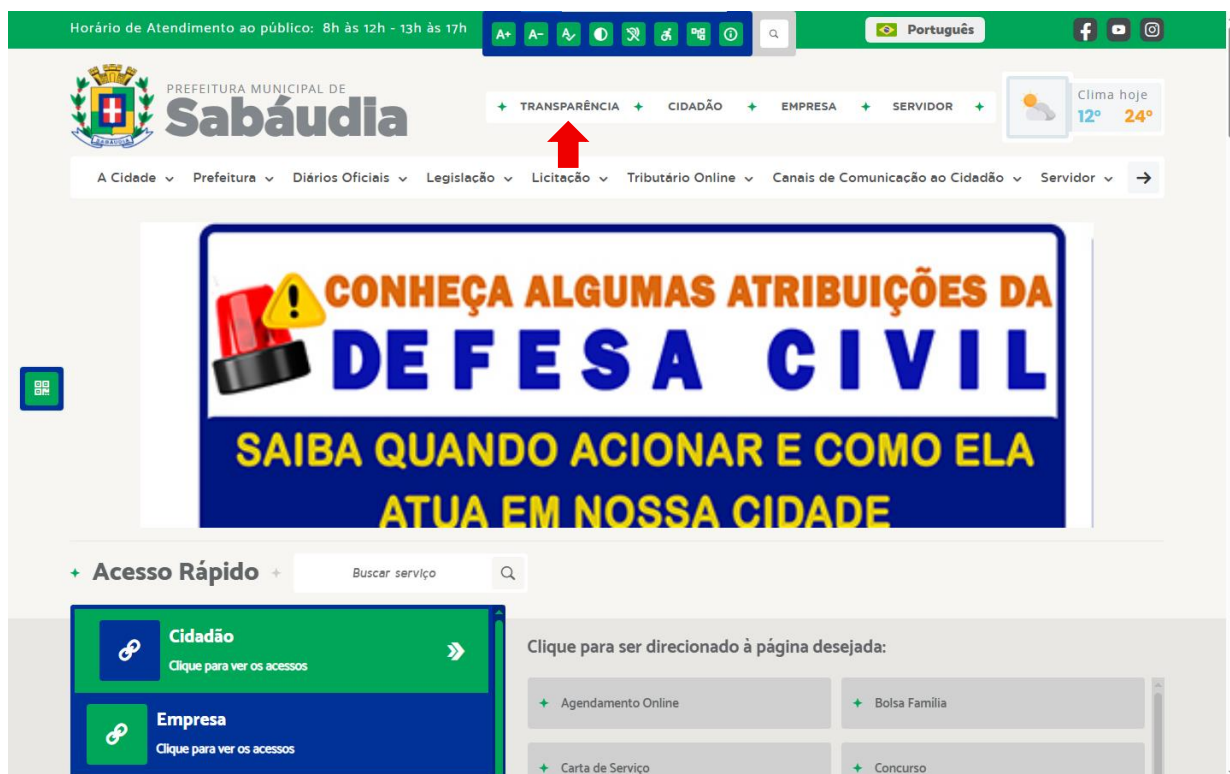 Horário de Atendimento ao público: 8h às 12h - 13h às 17h
A+ A-
Português
PREFEITURA MUNICIPAL DE
Sabáudia
SABÁUDIA
TRANSPARÊNCIA
CIDADÃO
EMPRESA
SERVIDOR
Clima hoje
12° 24°
A Cidade
Prefeitura
Diários Oficiais
Legislação
Licitação
Tributário Online
Canais de Comunicação ao Cidadão
Servidor
CONHEÇA ALGUMAS ATRIBUIÇÕES DA
DEFESA CIVIL
SAIBA QUANDO ACIONAR E COMO ELA
ATUA EM NOSSA CIDADE
Acesso Rápido
Buscar serviço
Cidadão
Clique para ver os acessos
Empresa
Clique para ver os acessos
Clique para ser direcionado à página desejada:
Agendamento Online
Bolsa Família
Carta de Serviço
Concurso